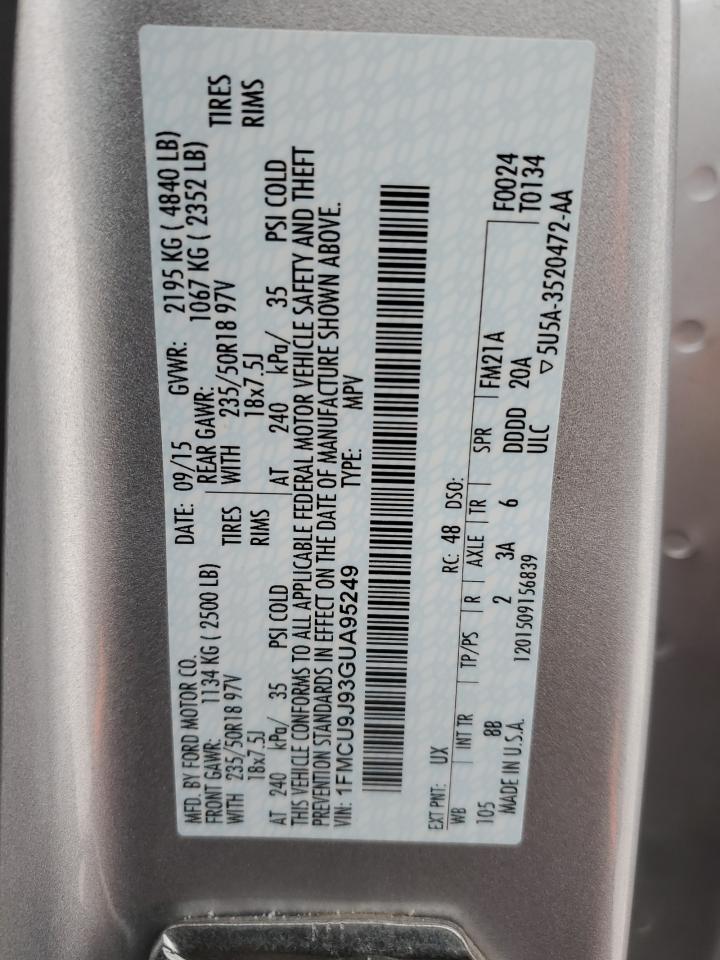 MFD. BY FORD MOTOR CO.
DATE: 09/15 GVWR: 2195 KG ( 4840 LB)
FRONT GAWR: 1134 KG ( 2500 LB) REAR GAWR: 1067 KG ( 2352 LB)
WITH 235/50R18 97V TIRES WITH 235/50R18 97V TIRES
18x7.5J RIMS 18x7.5J RIMS
AT 240 kPa/ 35 PSI COLD AT 240 kPa/ 35 PSI COLD
THIS VEHICLE CONFORMS TO ALL APPLICABLE FEDERAL MOTOR VEHICLE SAFETY AND THEFT
PREVENTION STANDARDS IN EFFECT ON THE DATE OF MANUFACTURE SHOWN ABOVE.
VIN: 1FMCU9J93GUA95249 TYPE: MPV
EXT PNT: UX RC: 48 DSO: F0024
WB INT TR TP/PS R AXLE TR SPR FM21A T0134
105 8B 2 3A 6 DDDD 20A
MADE IN U.S.A. 1201509156839 ULC ▽5U5A-3520472-AA